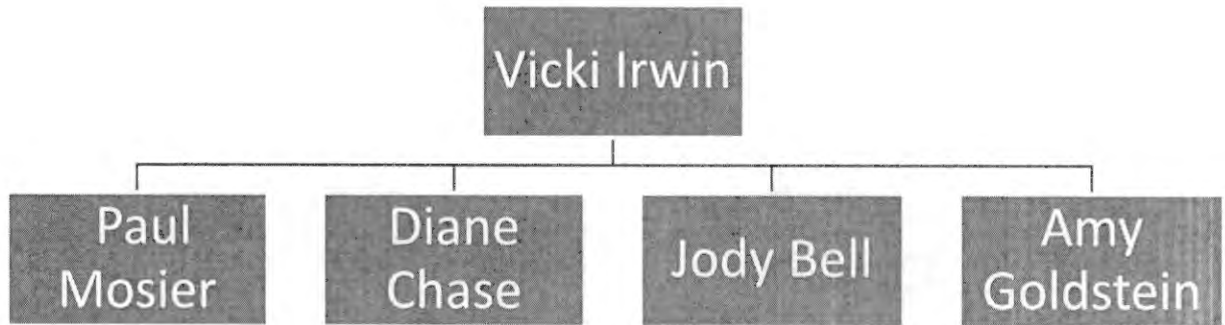 Vicki Irwin
Paul
Mosier
Diane
Chase
Jody Bell
Amy
Goldstein